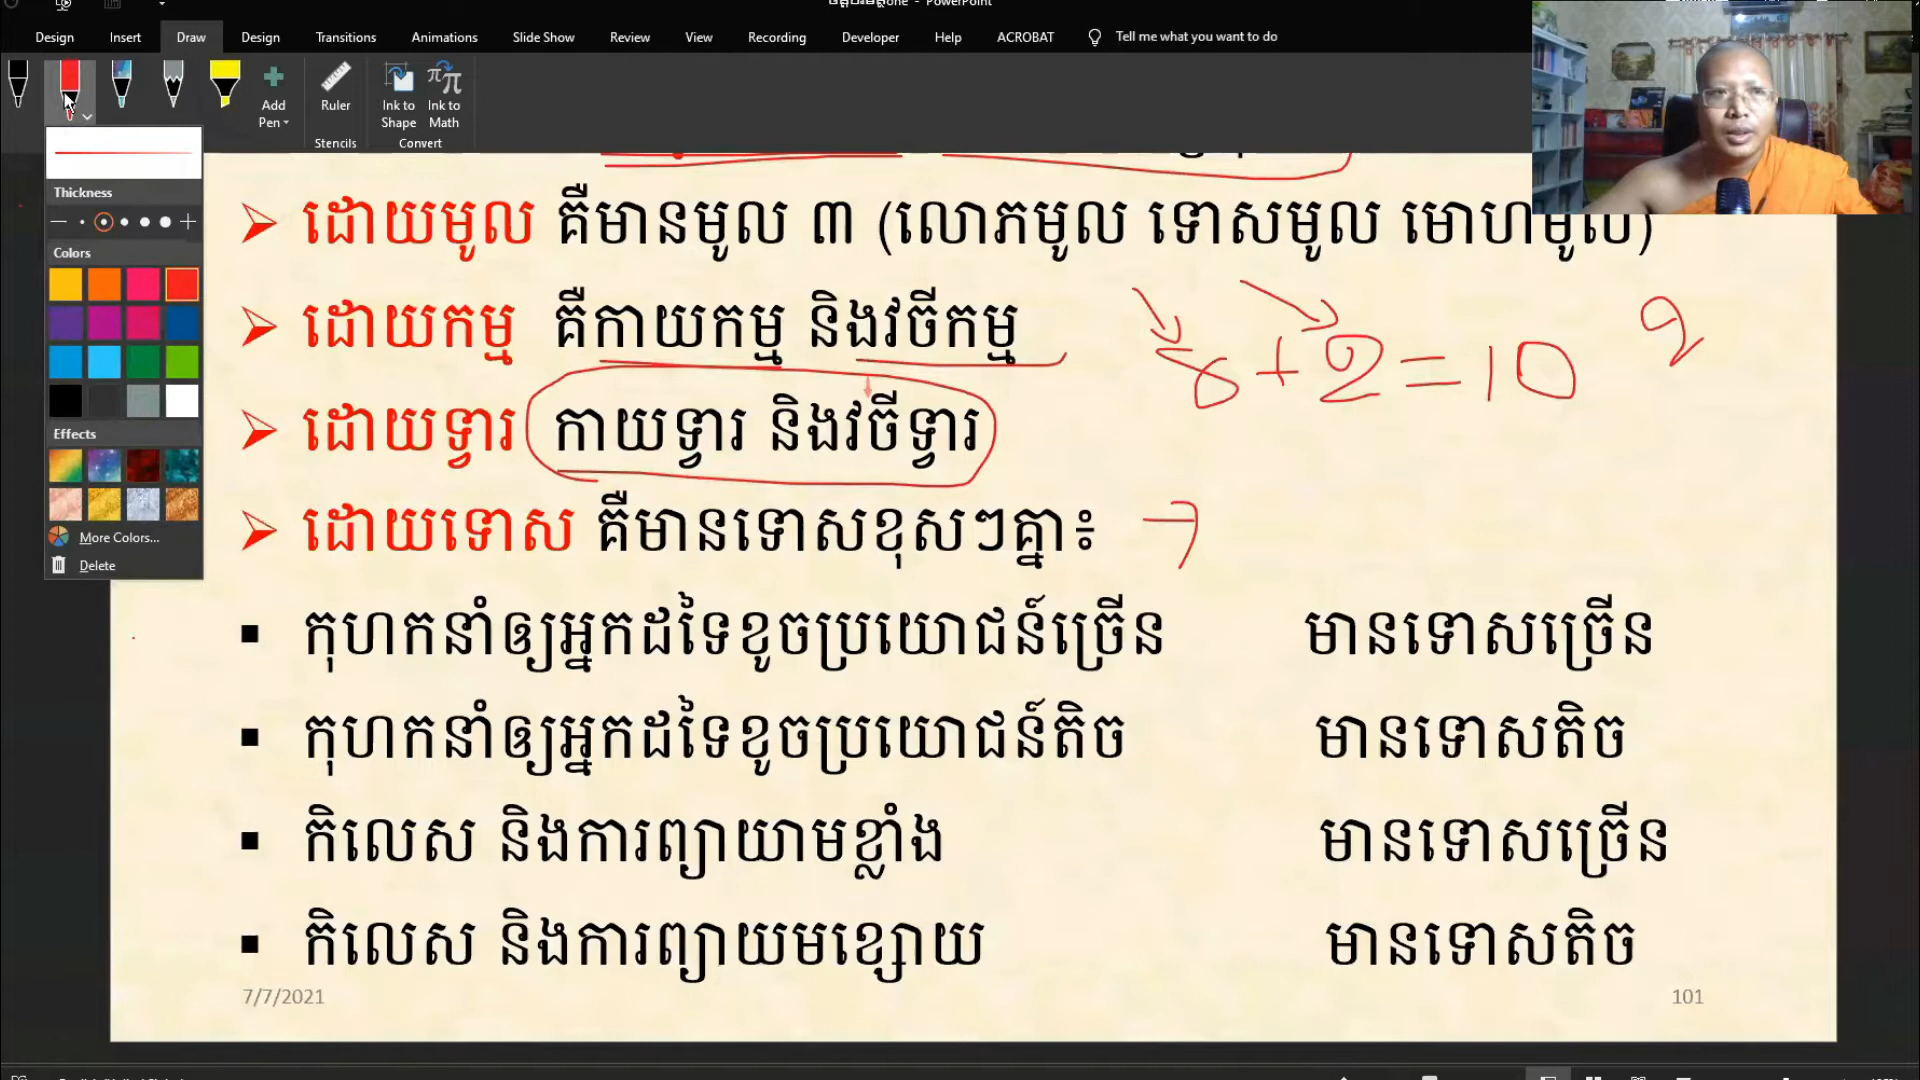 PowerPoint
Design Insert Draw Design Transitions Animations Slide Show Review View Recording Developer Help ACROBAT Tell me what you want to do
Add Pen
Ruler
Ink to Shape
Ink to Math
Stencils
Convert
Thickness
Colors
Effects
More Colors...
Delete
ដោយមូល គឺមានមូល ៣ (លោភមូល ទោសមូល មោហមូល)
ដោយកម្ម គឺកាយកម្ម និងវចីកម្ម
8+2=10
ដោយទ្វារ កាយទ្វារ និងវចីទ្វារ
ដោយទោស គឺមានទោសខុសៗគ្នា៖
កុហកនាំឲ្យអ្នកដទៃខូចប្រយោជន៍ច្រើន មានទោសច្រើន
កុហកនាំឲ្យអ្នកដទៃខូចប្រយោជន៍តិច មានទោសតិច
កិលេស និងការព្យាយាមខ្លាំង មានទោសច្រើន
កិលេស និងការព្យាយមខ្សោយ មានទោសតិច
7/7/2021 101